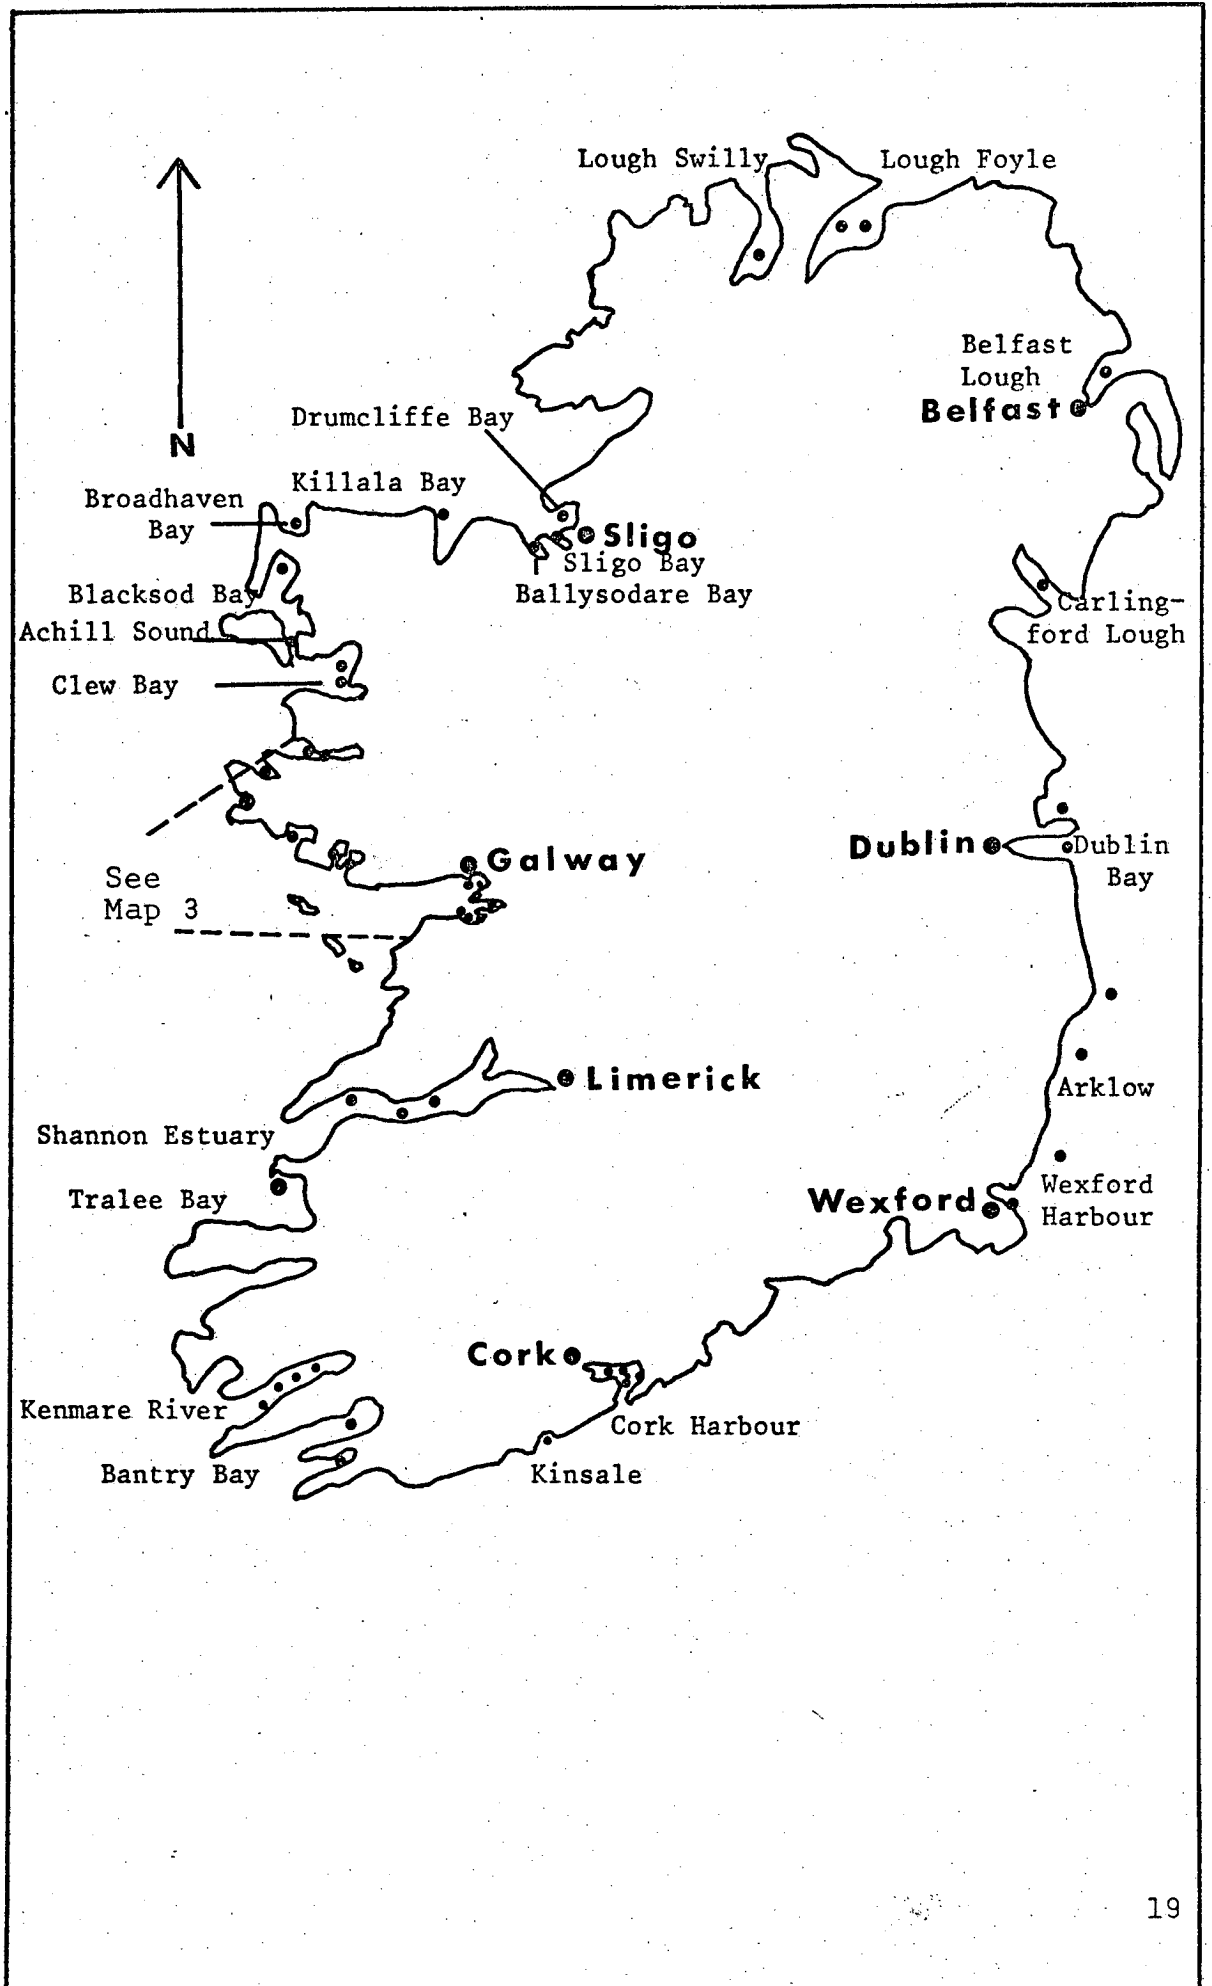 Lough Swilly
Lough Foyle
N
Belfast
Lough
Belfast
Drumcliffe Bay
Killala Bay
Broadhaven
Bay
Sligo
Sligo Bay
Ballysodare Bay
Blacksod Bay
Achill Sound
Carling-
ford Lough
Clew Bay
See
Map 3
Galway
Dublin
Dublin
Bay
Limerick
Arklow
Shannon Estuary
Tralee Bay
Wexford
Wexford
Harbour
Cork
Kenmare River
Cork Harbour
Bantry Bay
Kinsale
19